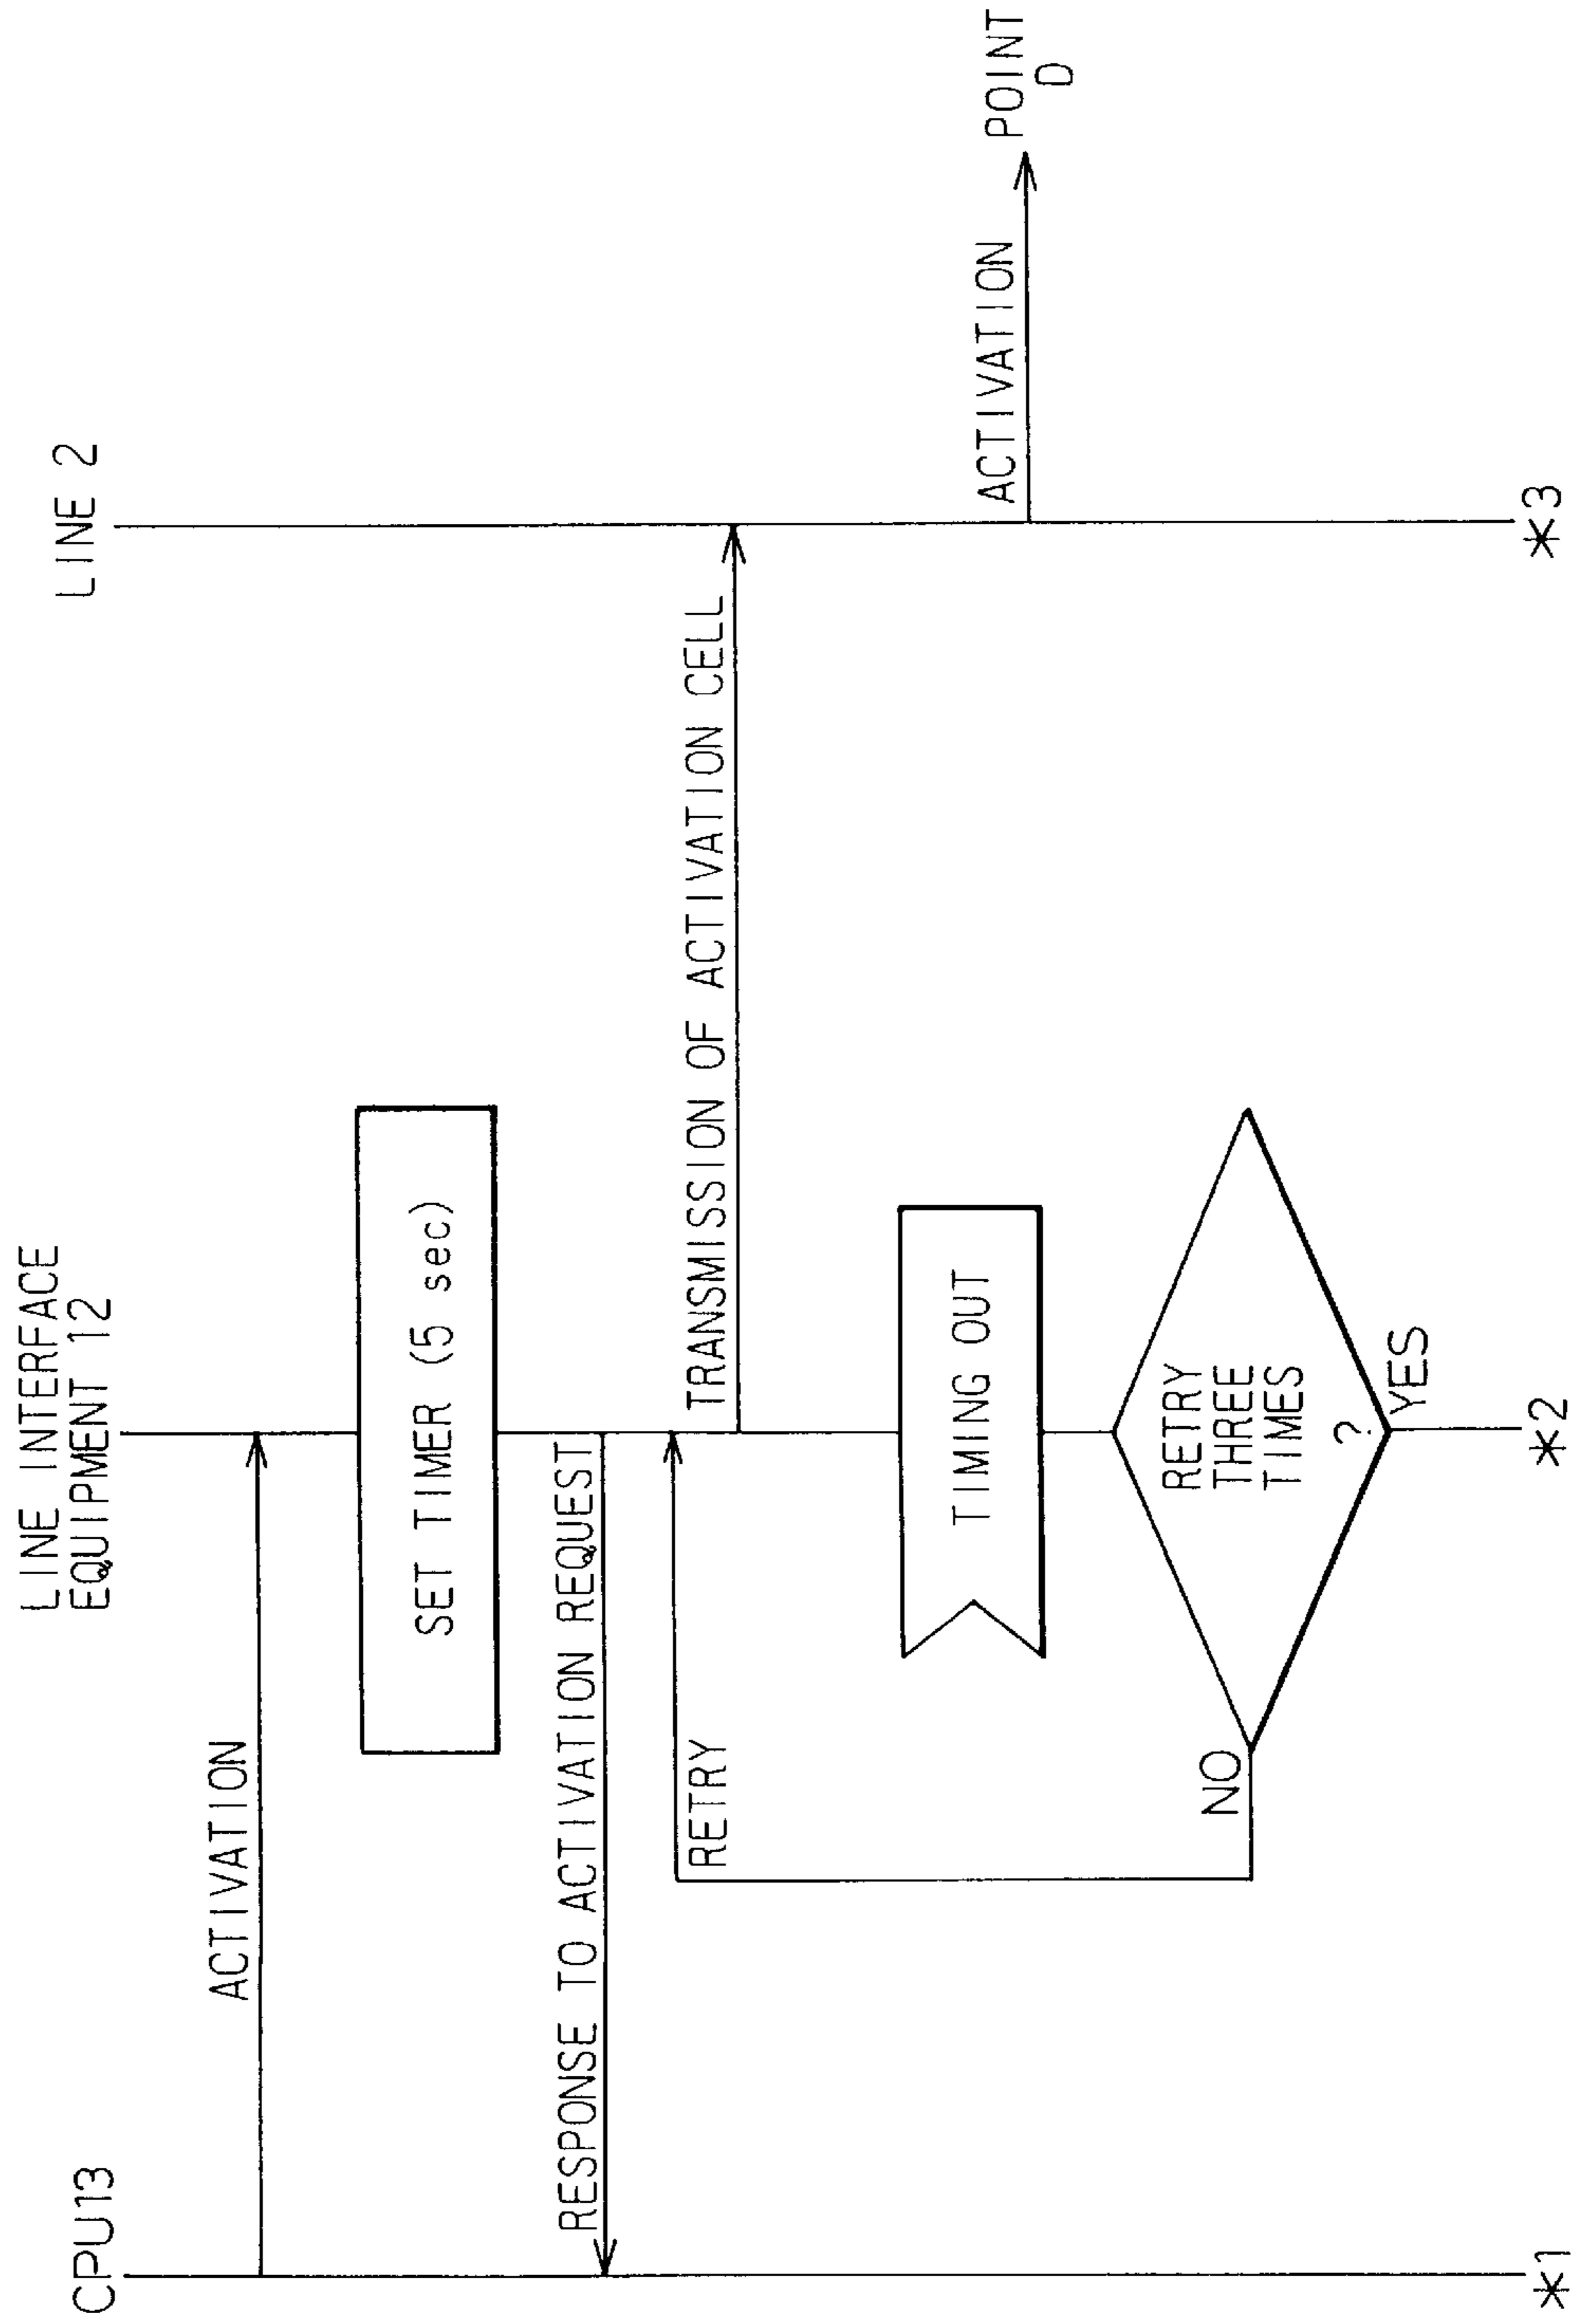 CPU13
LINE INTERFACE
EQUIPMENT 12
LINE 2
ACTIVATION
SET TIMER (5 sec)
RESPONSE TO ACTIVATION REQUEST
RETRY
TRANSMISSION OF ACTIVATION CELL
TIMING OUT
ACTIVATION
POINT
D
RETRY
THREE
TIMES
?
NO
YES
*1
*2
*3